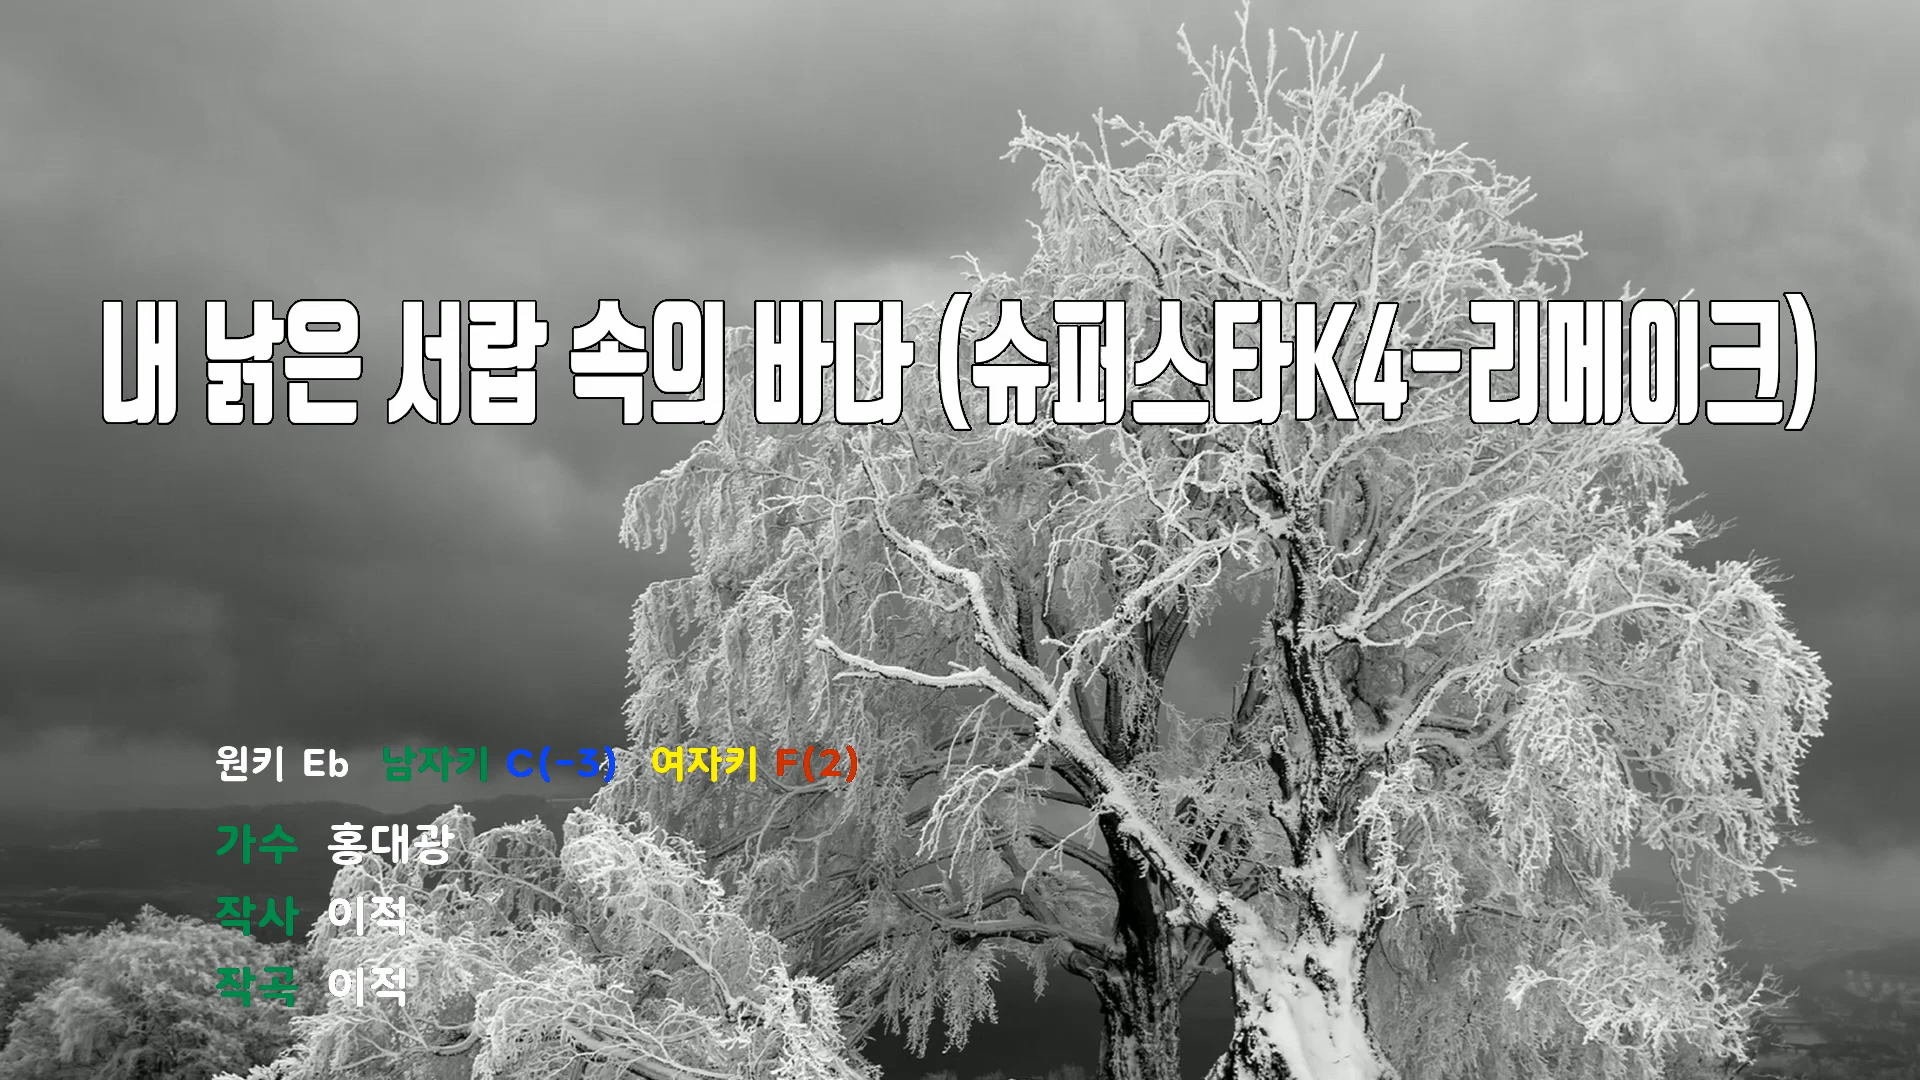 내 낡은 서랍 속의 바다 (슈퍼스타K4-리메이크)
원키 Eb 남자키 C(-3) 여자키 F(2)
가수 홍대광
작사 이적
작곡 이적